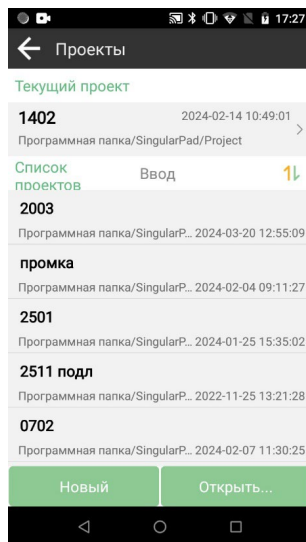 17:27
Проекты
Текущий проект
1402 2024-02-14 10:49:01
Программная папка/SingularPad/Project
Список проектов Ввод
2003
Программная папка/SingularP... 2024-03-20 12:55:09
промка
Программная папка/SingularP... 2024-02-04 09:11:27
2501
Программная папка/SingularP... 2024-01-25 15:35:02
2511 подл
Программная папка/SingularP... 2022-11-25 13:21:28
0702
Программная папка/SingularP... 2024-02-07 11:30:25
Новый Открыть...